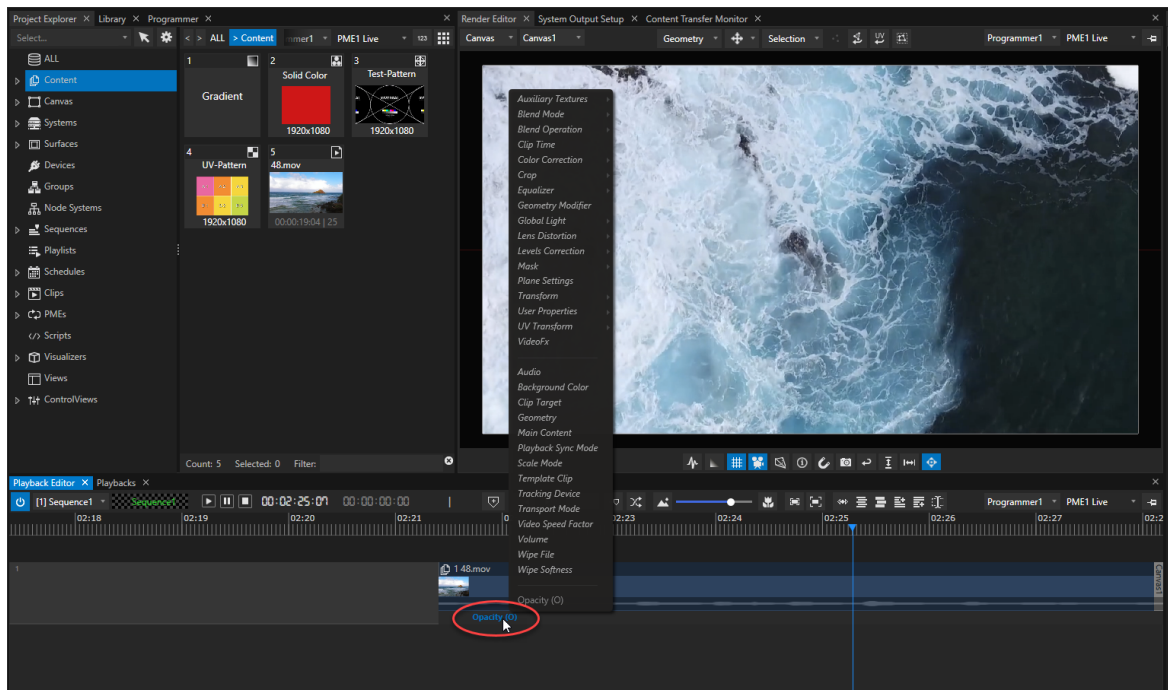 Project Explorer × Library × Programmer × ×
Select...
ALL
Content
Canvas
Systems
Surfaces
Devices
Groups
Node Systems
Sequences
Playlists
Schedules
Clips
PMEs
Scripts
Visualizers
Views
ControlViews
< > ALL > Content mmer1 PME1 Live 123
1
Gradient
2
Solid Color
1920x1080
3
Test-Pattern
1920x1080
4
UV-Pattern
1920x1080
5
48.mov
00:00:19:04 | 25
Count: 5 Selected: 0 Filter:
Render Editor × System Output Setup × Content Transfer Monitor × ×
Canvas Canvas1 Geometry Selection UV Programmer1 PME1 Live
Auxiliary Textures
Blend Mode
Blend Operation
Clip Time
Color Correction
Crop
Equalizer
Geometry Modifier
Global Light
Lens Distortion
Levels Correction
Mask
Plane Settings
Transform
User Properties
UV Transform
VideoFx
Audio
Background Color
Clip Target
Geometry
Main Content
Playback Sync Mode
Scale Mode
Template Clip
Tracking Device
Transport Mode
Video Speed Factor
Volume
Wipe File
Wipe Softness
Opacity (O)
Playback Editor × Playbacks × ×
[1] Sequence1 Sequence1 00:02:25:01 00:00:00:00 Programmer1 PME1 Live
02:18 02:19 02:20 02:21 02:23 02:24 02:25 02:26 02:27 02:2
1
1 48.mov
Canvas1
Opacity (O)